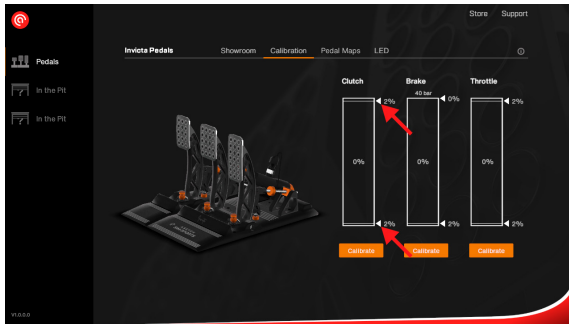 Store Support
Invicta Pedals Showroom Calibration Pedal Maps LED
Pedals
In the Pit
In the Pit
Clutch Brake Throttle
40 bar
2% 0% 2%
0% 0% 0%
2% 2% 2%
Calibrate Calibrate Calibrate
V1.0.0.0